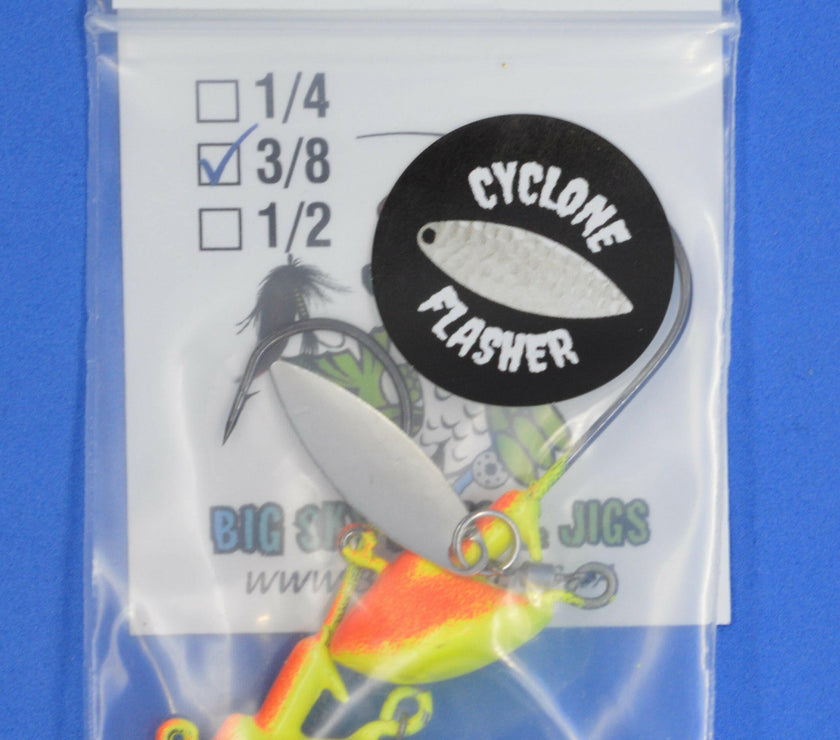 1/4
3/8
1/2
CYCLONE
FLASHER
BIG JIGS
www.